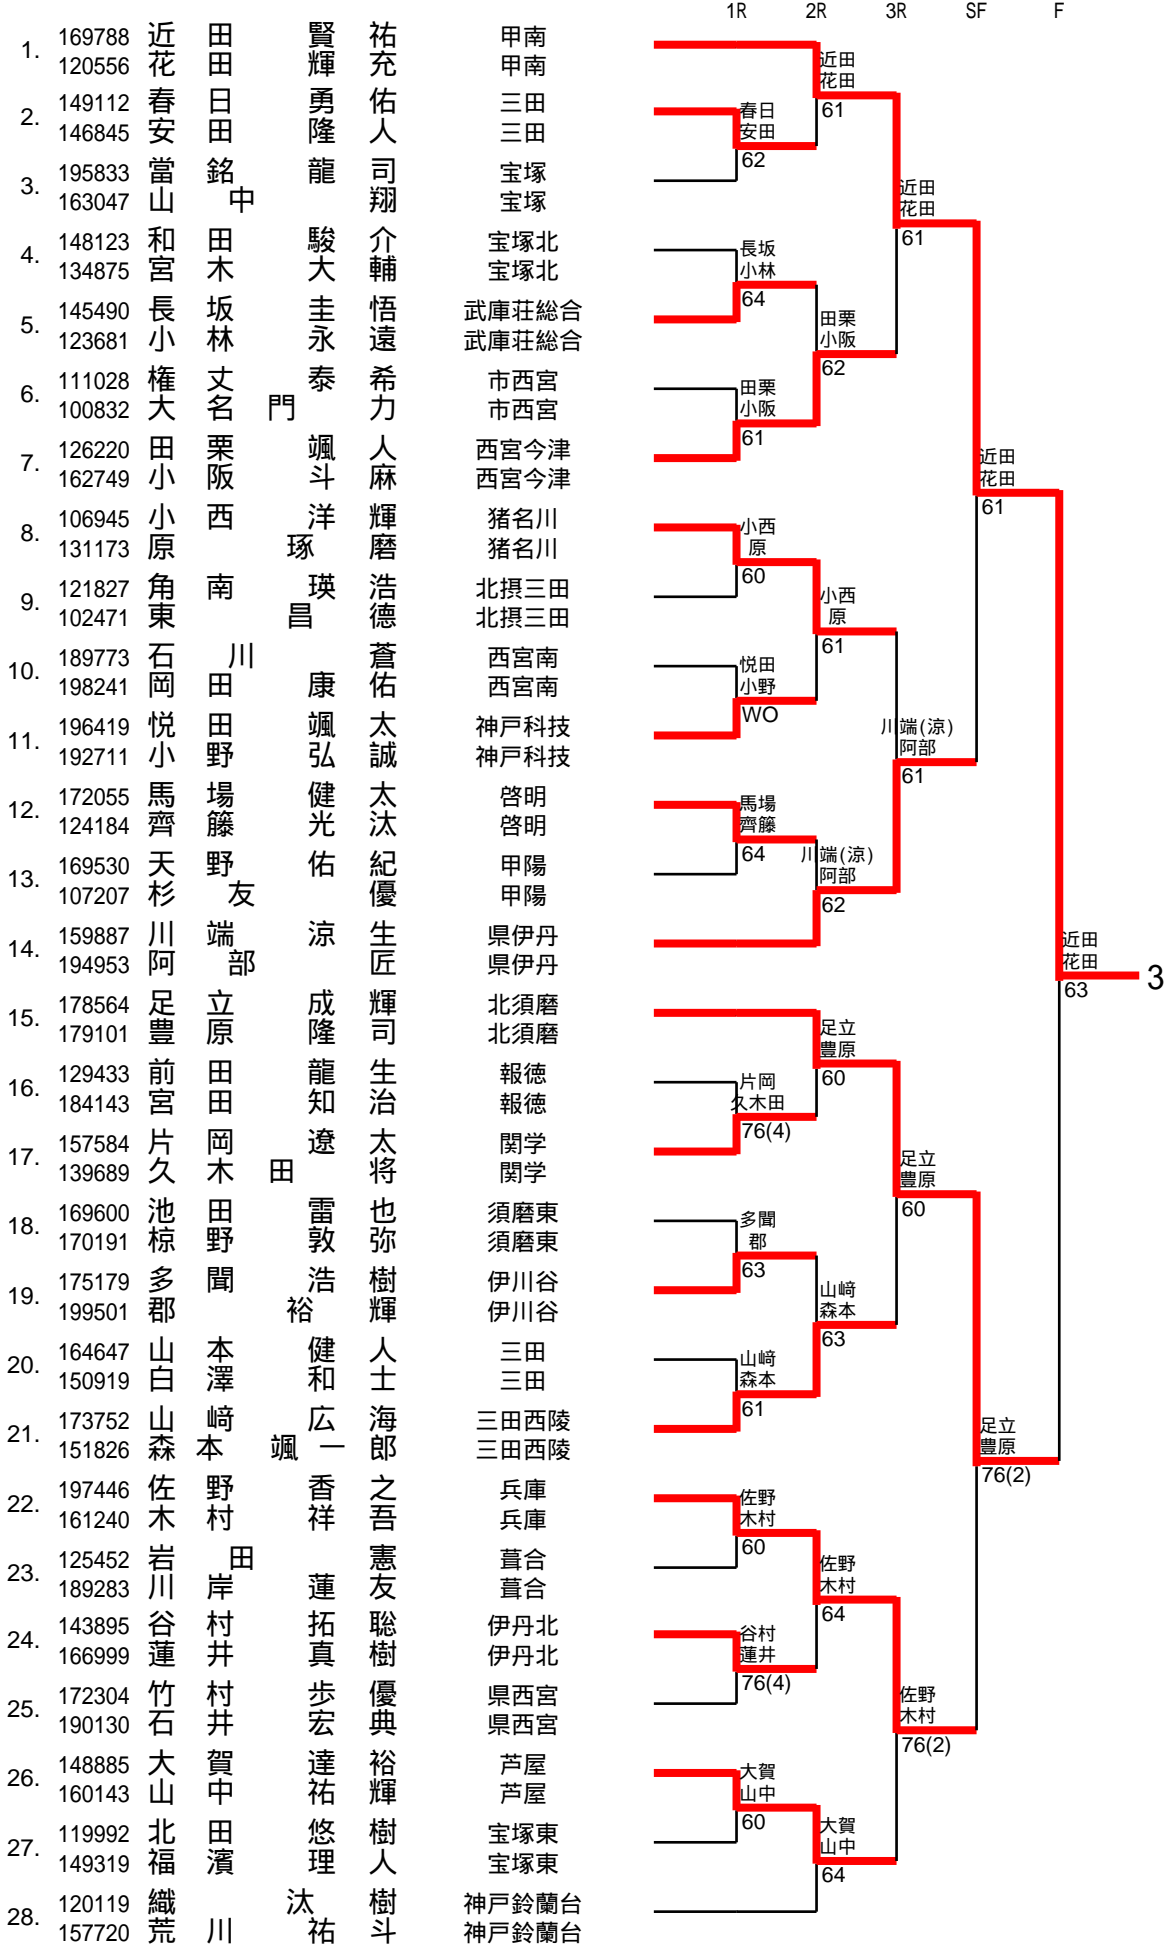 1R 2R 3R SF F
1. 169788 近田 賢祐 甲南
120556 花田 輝充 甲南
2. 149112 春日 勇佑 三田
146845 安田 隆人 三田
3. 195833 當銘 龍司 宝塚
163047 山中 翔 宝塚
4. 148123 和田 駿介 宝塚北
134875 宮木 大輔 宝塚北
5. 145490 長坂 圭悟 武庫荘総合
123681 小林 永遠 武庫荘総合
6. 111028 権丈 泰希 市西宮
100832 大名門 力 市西宮
7. 126220 田栗 颯人 西宮今津
162749 小阪 斗麻 西宮今津
8. 106945 小西 洋輝 猪名川
131173 原 琢磨 猪名川
9. 121827 角南 瑛浩 北摂三田
102471 東 昌德 北摂三田
10. 189773 石川 蒼 西宮南
198241 岡田 康佑 西宮南
11. 196419 悦田 颯太 神戸科技
192711 小野 弘誠 神戸科技
12. 172055 馬場 健太 啓明
124184 齊籐 光汰 啓明
13. 169530 天野 佑紀 甲陽
107207 杉友 優 甲陽
14. 159887 川端 涼生 県伊丹
194953 阿部 匠 県伊丹
15. 178564 足立 成輝 北須磨
179101 豊原 隆司 北須磨
16. 129433 前田 龍生 報徳
184143 宮田 知治 報徳
17. 157584 片岡 遼太 関学
139689 久木田 将 関学
18. 169600 池田 雷也 須磨東
170191 椋野 敦弥 須磨東
19. 175179 多聞 浩樹 伊川谷
199501 郡 裕輝 伊川谷
20. 164647 山本 健人 三田
150919 白澤 和士 三田
21. 173752 山﨑 広海 三田西陵
151826 森本 颯一郎 三田西陵
22. 197446 佐野 香之 兵庫
161240 木村 祥吾 兵庫
23. 125452 岩田 憲 葺合
189283 川岸 蓮友 葺合
24. 143895 谷村 拓聡 伊丹北
166999 蓮井 真樹 伊丹北
25. 172304 竹村 歩優 県西宮
190130 石井 宏典 県西宮
26. 148885 大賀 達裕 芦屋
160143 山中 祐輝 芦屋
27. 119992 北田 悠樹 宝塚東
149319 福濱 理人 宝塚東
28. 120119 織 汰樹 神戸鈴蘭台
157720 荒川 祐斗 神戸鈴蘭台
春日
安田
62
長坂
小林
64
田栗
小阪
61
小西
原
60
悦田
小野
WO
馬場
齊籐
64
片岡
久木田
76(4)
多聞
郡
63
山﨑
森本
61
佐野
木村
60
谷村
蓮井
76(4)
大賀
山中
60
近田
花田
61
田栗
小阪
62
小西
原
61
川端(涼)
阿部
62
足立
豊原
60
山﨑
森本
63
佐野
木村
64
大賀
山中
64
近田
花田
61
川端(涼)
阿部
61
足立
豊原
60
佐野
木村
76(2)
近田
花田
61
足立
豊原
76(2)
近田
花田
63
3